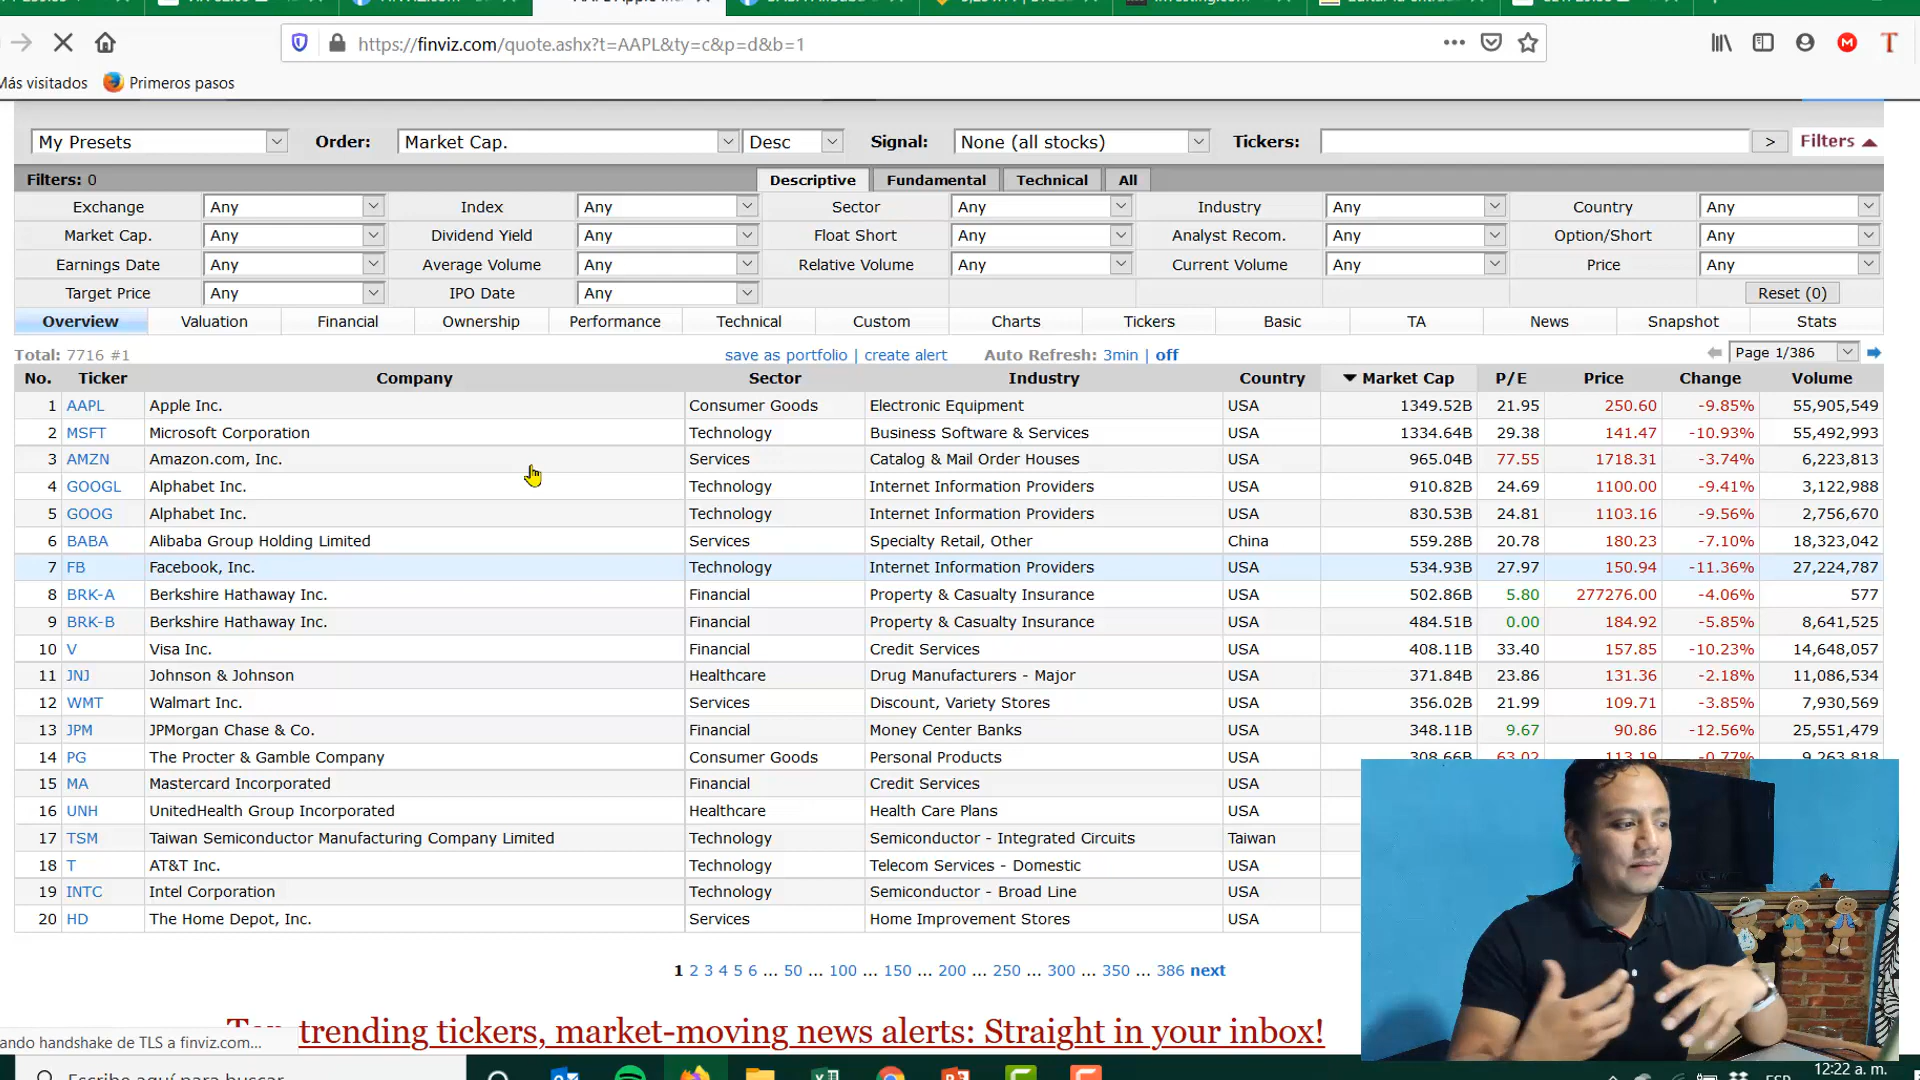 https://finviz.com/quote.ashx?t=AAPL&ty=c&p=d&b=1
Más visitados Primeros pasos
My Presets Order: Market Cap. Desc Signal: None (all stocks) Tickers: > Filters
Filters: 0 Descriptive Fundamental Technical All
Exchange Any Index Any Sector Any Industry Any Country Any
Market Cap. Any Dividend Yield Any Float Short Any Analyst Recom. Any Option/Short Any
Earnings Date Any Average Volume Any Relative Volume Any Current Volume Any Price Any
Target Price Any IPO Date Any Reset (0)
Overview Valuation Financial Ownership Performance Technical Custom Charts Tickers Basic TA News Snapshot Stats
Total: 7716 #1 save as portfolio | create alert Auto Refresh: 3min | off Page 1/386
No. Ticker Company Sector Industry Country Market Cap P/E Price Change Volume
1 AAPL Apple Inc. Consumer Goods Electronic Equipment USA 1349.52B 21.95 250.60 -9.85% 55,905,549
2 MSFT Microsoft Corporation Technology Business Software & Services USA 1334.64B 29.38 141.47 -10.93% 55,492,993
3 AMZN Amazon.com, Inc. Services Catalog & Mail Order Houses USA 965.04B 77.55 1718.31 -3.74% 6,223,813
4 GOOGL Alphabet Inc. Technology Internet Information Providers USA 910.82B 24.69 1100.00 -9.41% 3,122,988
5 GOOG Alphabet Inc. Technology Internet Information Providers USA 830.53B 24.81 1103.16 -9.56% 2,756,670
6 BABA Alibaba Group Holding Limited Services Specialty Retail, Other China 559.28B 20.78 180.23 -7.10% 18,323,042
7 FB Facebook, Inc. Technology Internet Information Providers USA 534.93B 27.97 150.94 -11.36% 27,224,787
8 BRK-A Berkshire Hathaway Inc. Financial Property & Casualty Insurance USA 502.86B 5.80 277276.00 -4.06% 577
9 BRK-B Berkshire Hathaway Inc. Financial Property & Casualty Insurance USA 484.51B 0.00 184.92 -5.85% 8,641,525
10 V Visa Inc. Financial Credit Services USA 408.11B 33.40 157.85 -10.23% 14,648,057
11 JNJ Johnson & Johnson Healthcare Drug Manufacturers - Major USA 371.84B 23.86 131.36 -2.18% 11,086,534
12 WMT Walmart Inc. Services Discount, Variety Stores USA 356.02B 21.99 109.71 -3.85% 7,930,569
13 JPM JPMorgan Chase & Co. Financial Money Center Banks USA 348.11B 9.67 90.86 -12.56% 25,551,479
14 PG The Procter & Gamble Company Consumer Goods Personal Products USA 308.66B 63.02 113.19 -0.77% 9,263,818
15 MA Mastercard Incorporated Financial Credit Services USA
16 UNH UnitedHealth Group Incorporated Healthcare Health Care Plans USA
17 TSM Taiwan Semiconductor Manufacturing Company Limited Technology Semiconductor - Integrated Circuits Taiwan
18 T AT&T Inc. Technology Telecom Services - Domestic USA
19 INTC Intel Corporation Technology Semiconductor - Broad Line USA
20 HD The Home Depot, Inc. Services Home Improvement Stores USA
1 2 3 4 5 6 ... 50 ... 100 ... 150 ... 200 ... 250 ... 300 ... 350 ... 386 next
trending tickers, market-moving news alerts: Straight in your inbox!
ando handshake de TLS a finviz.com...
Escribe aquí para buscar
12:22 a. m.